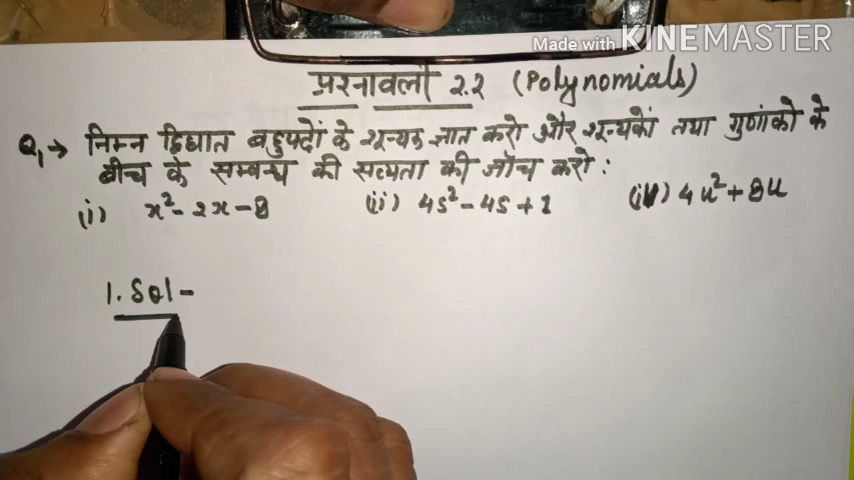 Made with KINEMASTER
प्रश्नावली 2.2 (Polynomials)
Q1→ निम्न द्विघात बहुपदों के शून्यक ज्ञात करो और शून्यकों तथा गुणांको के
बीच के सम्बन्ध की सत्यता की जाँच करो :
(i) x² - 2x - 8 (ii) 4s² - 4s + 1 (iv) 4u² + 8u
1. Sol -